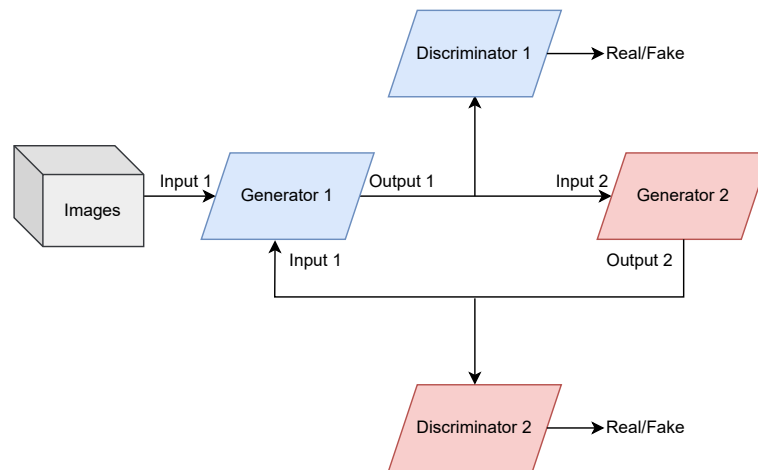 Discriminator 1
Real/Fake
Input 1
Output 1
Input 2
Images
Generator 1
Generator 2
Input 1
Output 2
Discriminator 2
Real/Fake